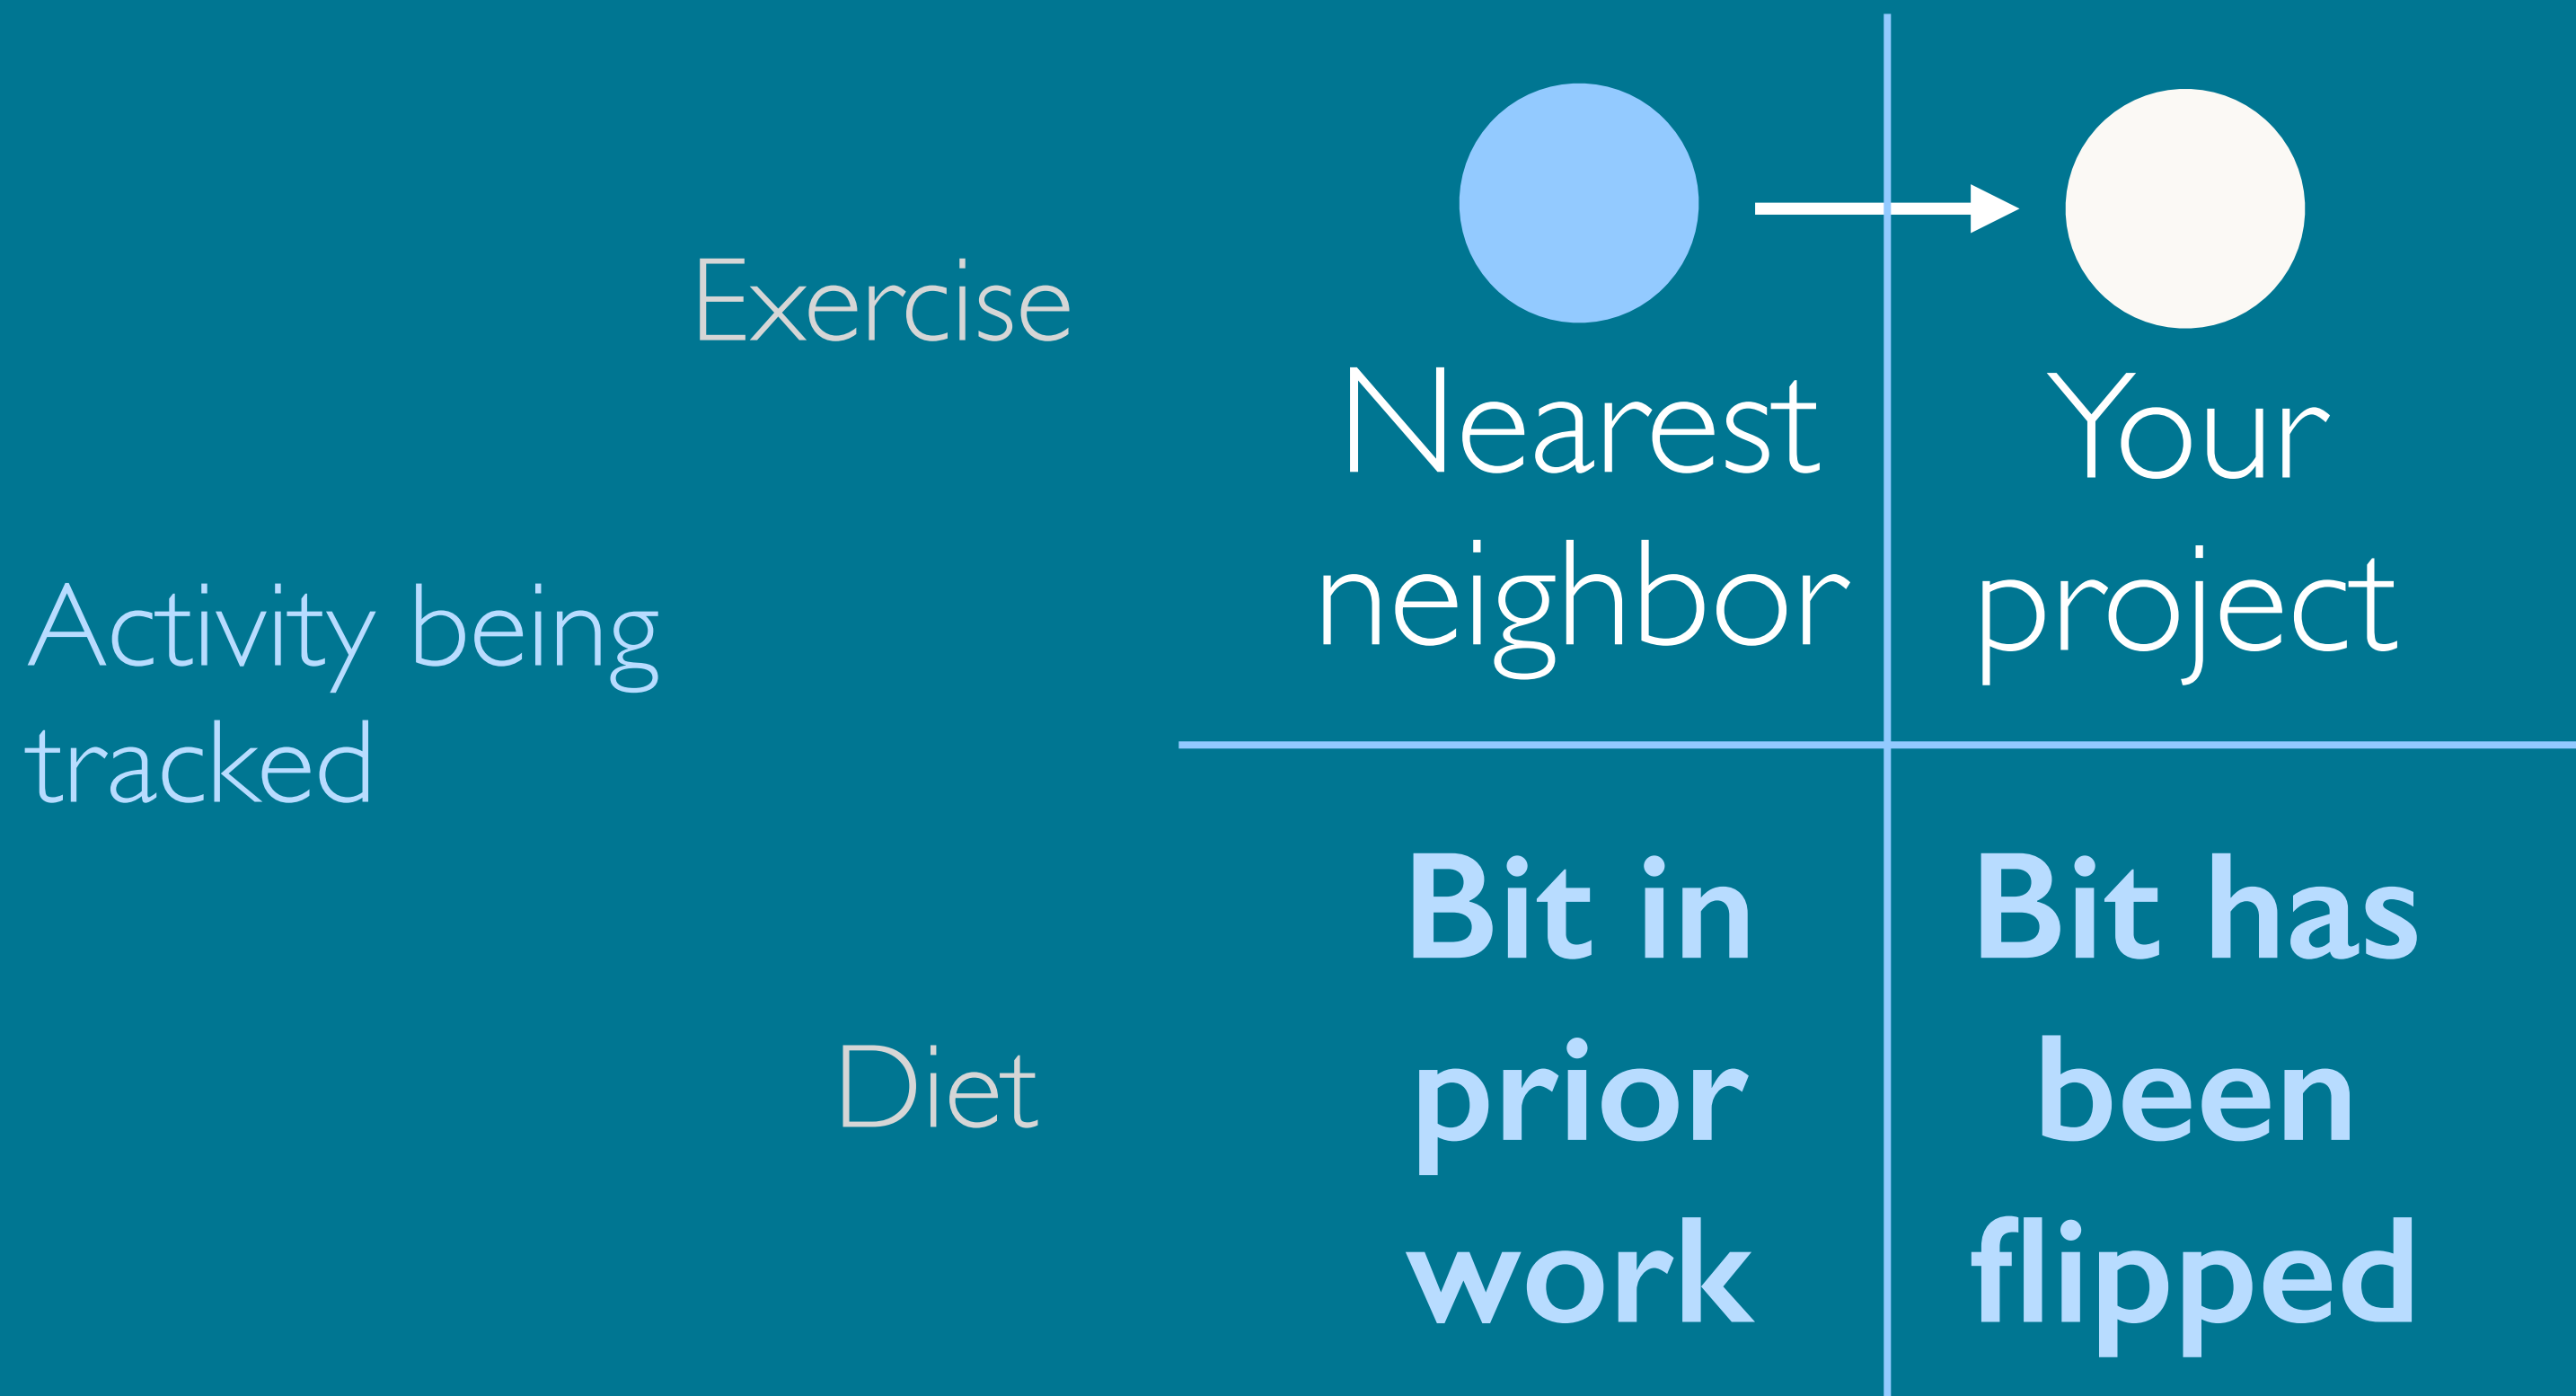 Exercise
Nearest
neighbor
Your
project
Activity being
tracked
Bit in
prior
work
Bit has
been
flipped
Diet